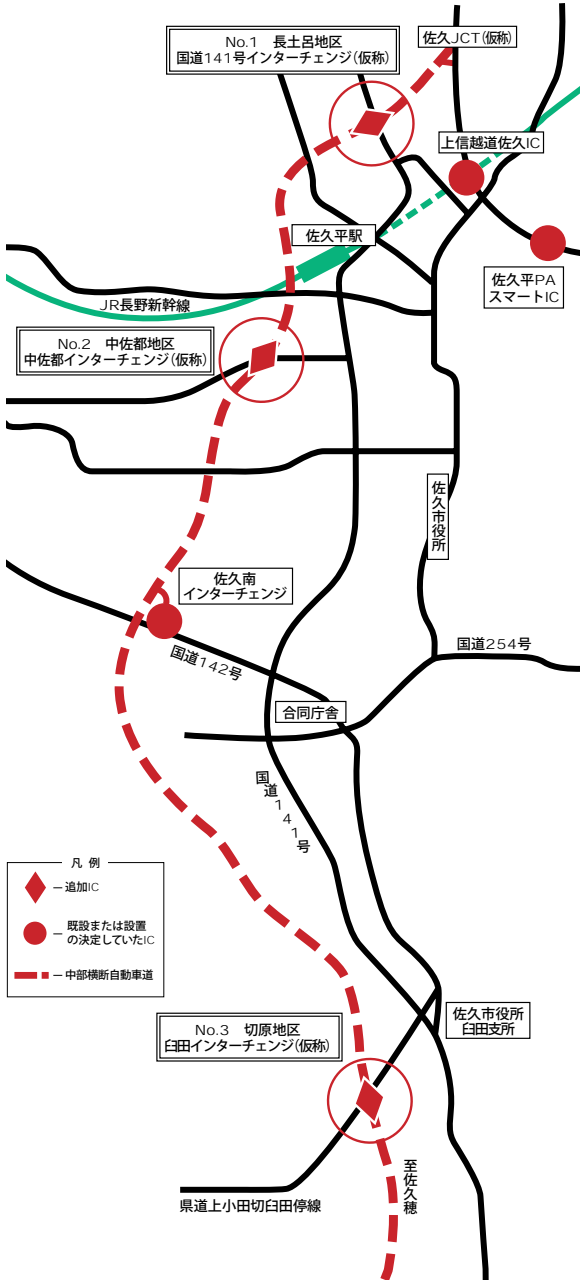 No.1 長土呂地区
国道141号インターチェンジ(仮称)
佐久JCT(仮称)
上信越道佐久IC
佐久平駅
佐久平PA
スマートIC
JR長野新幹線
No.2 中佐都地区
中佐都インターチェンジ(仮称)
佐久市役所
佐久南
インターチェンジ
国道142号
国道254号
合同庁舎
国道141号
凡 例
追加IC
既設または設置
の決定していたIC
中部横断自動車道
佐久市役所
臼田支所
No.3 切原地区
臼田インターチェンジ(仮称)
至佐久穂
県道上小田切臼田停線